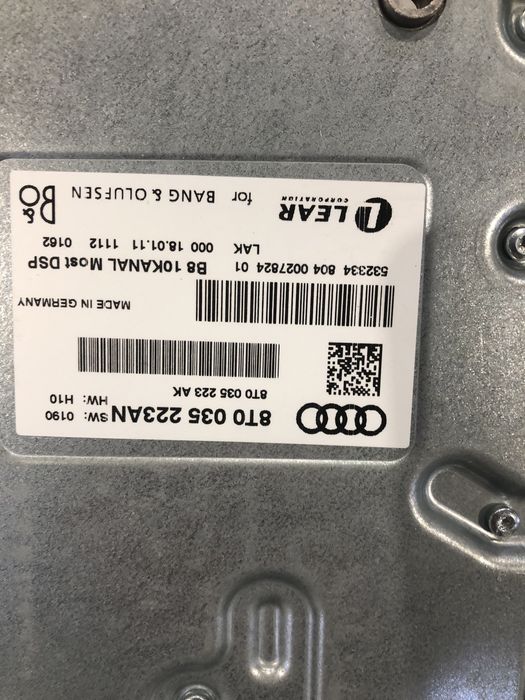 8T0 035 223AN SW: 0190
HW: H10
8T0 035 223 AK
MADE IN GERMANY
532334 804 0027824 01 B8 10KANAL Most DSP
LAK 000 18.01.11 1112 0162
LEAR
CORPORATION
for BANG & OLUFSEN
B&O